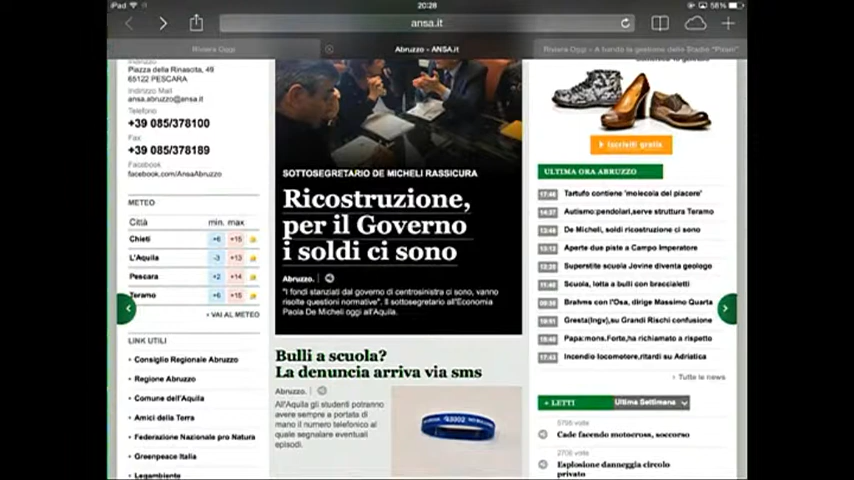 iPad
20:28
58%
ansa.it
Riviera Oggi
Abruzzo - ANSA.it
Riviera Oggi - A bando la gestione dello Stadio "Pirani"
Indirizzo
Piazza della Rinascita, 49
65122 PESCARA
Indirizzo Mail
ansa.abruzzo@ansa.it
Telefono
+39 085/378100
Fax
+39 085/378189
Facebook
facebook.com/AnsaAbruzzo
METEO
Città min. max
Chieti +6 +15
L'Aquila -3 +13
Pescara +2 +14
Teramo +6 +15
› VAI AL METEO
LINK UTILI
Consiglio Regionale Abruzzo
Regione Abruzzo
Comune dell'Aquila
Amici della Terra
Federazione Nazionale pro Natura
Greenpeace Italia
Legambiente
SOTTOSEGRETARIO DE MICHELI RASSICURA
Ricostruzione,
per il Governo
i soldi ci sono
Abruzzo.
"I fondi stanziati dal governo di centrosinistra ci sono, vanno
risolte questioni normative". Il sottosegretario all'Economia
Paola De Micheli oggi all'Aquila.
Bulli a scuola?
La denuncia arriva via sms
Abruzzo.
All'Aquila gli studenti potranno
avere sempre a portata di
mano il numero telefonico al
quale segnalare eventuali
episodi.
Iscriviti gratis
ULTIMA ORA ABRUZZO
Tartufo contiene 'molecola del piacere'
14:37 Autismo:pendolari,serve struttura Teramo
De Micheli, soldi ricostruzione ci sono
13:12 Aperte due piste a Campo Imperatore
Superstite scuola Jovine diventa geologo
Scuola, lotta a bulli con braccialetti
Brahms con l'Osa, dirige Massimo Quarta
Gresta(Ingv),su Grandi Rischi confusione
Papa:mons.Forte,ha richiamato a rispetto
17:43 Incendio locomotore,ritardi su Adriatica
› Tutte le news
+ LETTI Ultima Settimana
vote
Cade facendo motocross, soccorso
vote
Esplosione danneggia circolo
privato